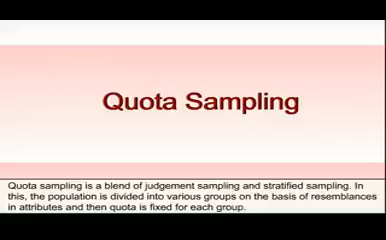 Quota Sampling
Quota sampling is a blend of judgement sampling and stratified sampling. In
this, the population is divided into various groups on the basis of resemblances
in attributes and then quota is fixed for each group.